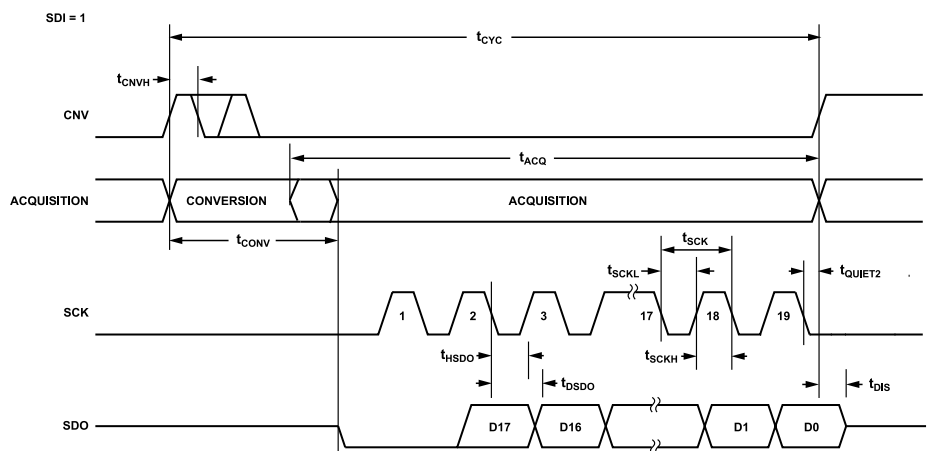 SDI = 1
tCYC
tCNVH
CNV
tACQ
ACQUISITION
CONVERSION
ACQUISITION
tCONV
tSCK
tSCKL
tQUIET2
SCK
1
2
3
17
18
19
tHSDO
tSCKH
tDSDO
tDIS
SDO
D17
D16
D1
D0